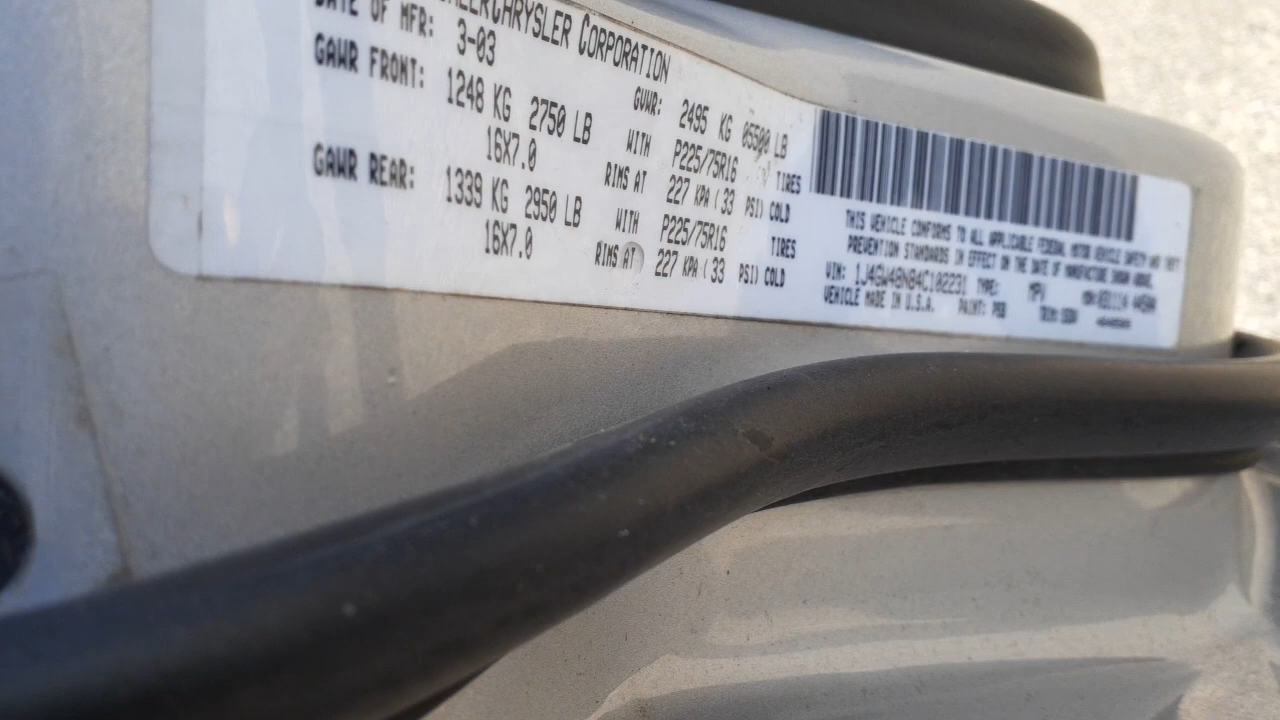 CHRYSLER CORPORATION
DATE OF MFR: 3-03
GVWR: 2495 KG 05500 LB
GAWR FRONT: 1248 KG 2750 LB WITH P225/75R16 TIRES
16X7.0 RIMS AT 227 KPA ( 33 PSI) COLD
GAWR REAR: 1339 KG 2950 LB WITH P225/75R16 TIRES
16X7.0 RIMS AT 227 KPA ( 33 PSI) COLD
THIS VEHICLE CONFORMS TO ALL APPLICABLE FEDERAL MOTOR VEHICLE SAFETY AND THEFT
PREVENTION STANDARDS IN EFFECT ON THE DATE OF MANUFACTURE SHOWN ABOVE.
VIN: 1J4GW48N84C102231 TYPE: MPV
VEHICLE MADE IN U.S.A. PAINT: